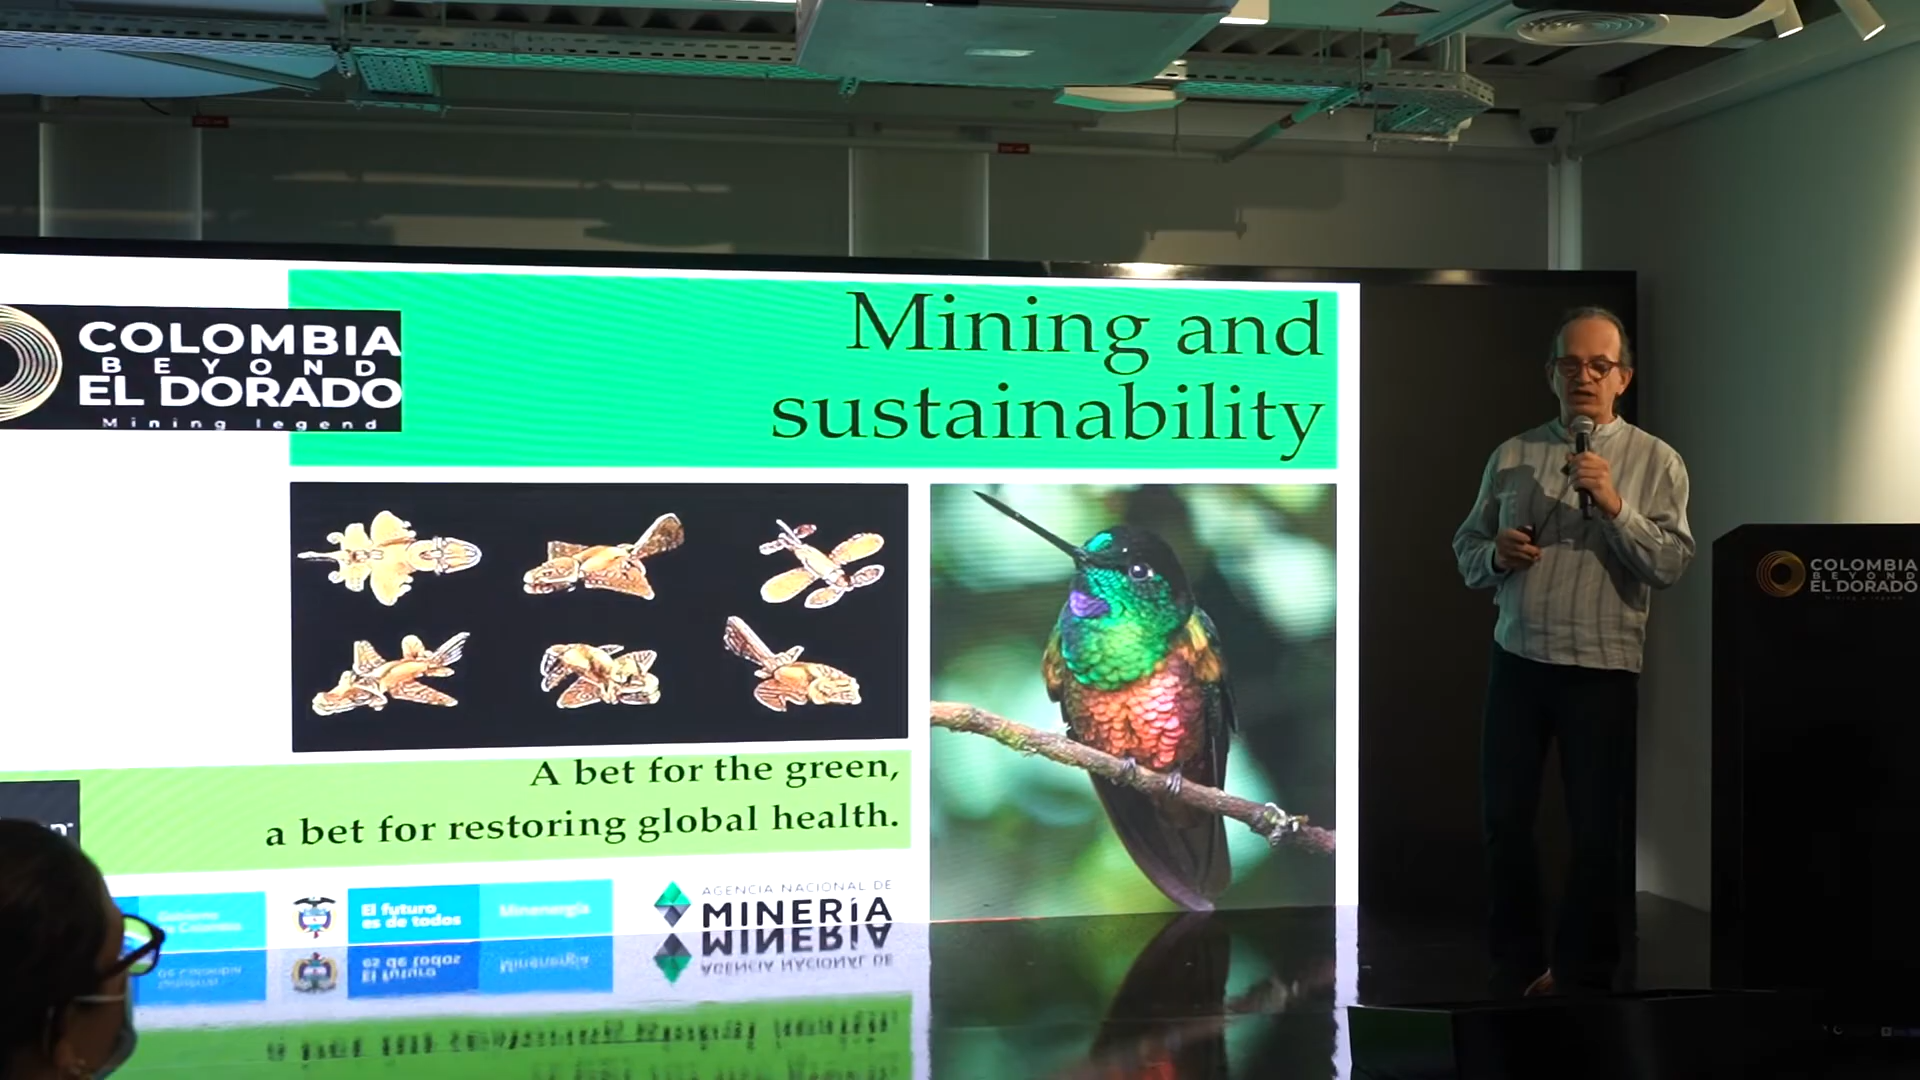 Mining and
sustainability
COLOMBIA
BEYOND
EL DORADO
Mining legend
A bet for the green,
a bet for restoring global health.
El futuro
es de todos
Minenergía
AGENCIA NACIONAL DE
MINERÍA
COLOMBIA
BEYOND
EL DORADO